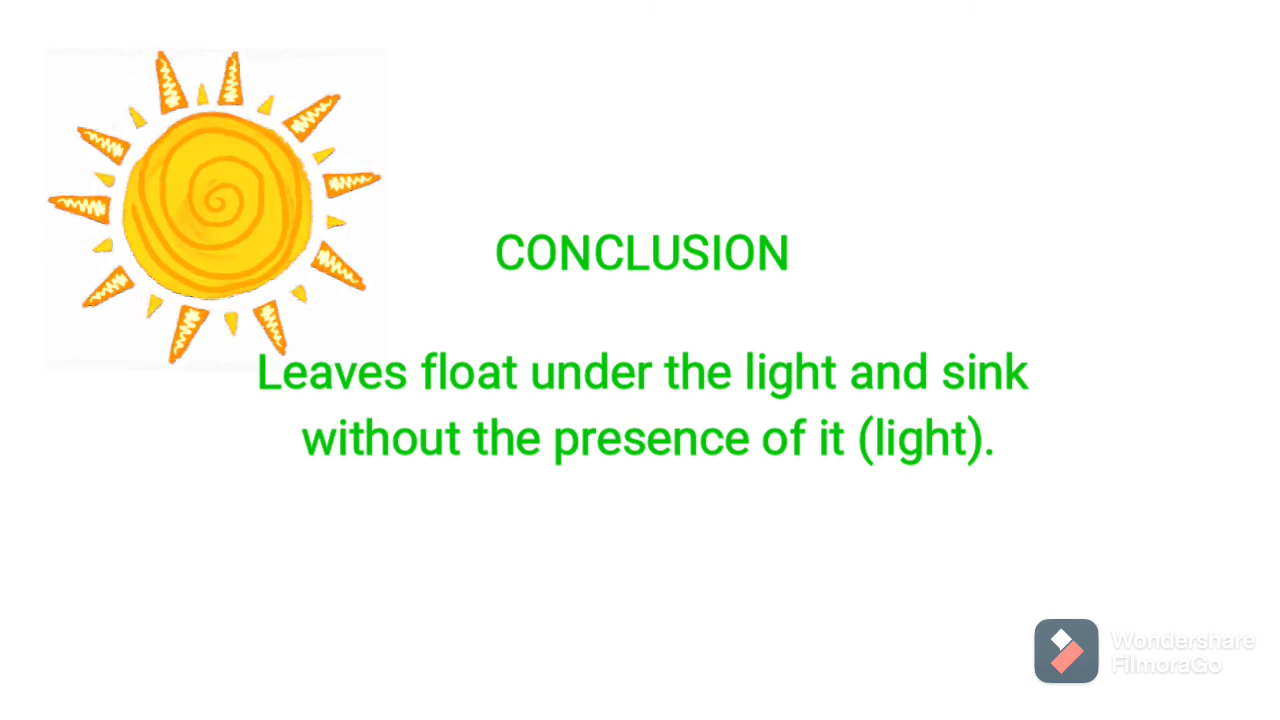 CONCLUSION
Leaves float under the light and sink
without the presence of it (light).
Wondershare
FilmoraGo